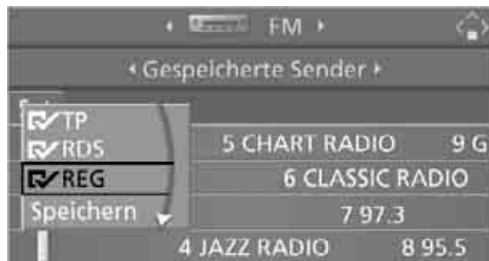 FM
Gespeicherte Sender
TP
RDS
5 CHART RADIO 9 G
REG
6 CLASSIC RADIO
Speichern
7 97.3
4 JAZZ RADIO 8 95.5